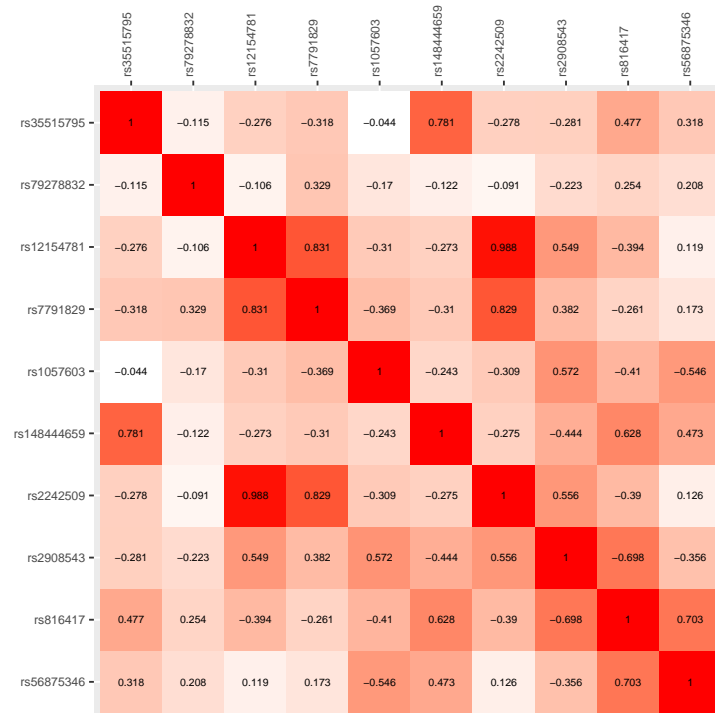 rs35515795 rs79278832 rs12154781 rs7791829 rs1057603 rs148444659 rs2242509 rs2908543 rs816417 rs56875346
rs35515795 1 −0.115 −0.276 −0.318 −0.044 0.781 −0.278 −0.281 0.477 0.318
rs79278832 −0.115 1 −0.106 0.329 −0.17 −0.122 −0.091 −0.223 0.254 0.208
rs12154781 −0.276 −0.106 1 0.831 −0.31 −0.273 0.988 0.549 −0.394 0.119
rs7791829 −0.318 0.329 0.831 1 −0.369 −0.31 0.829 0.382 −0.261 0.173
rs1057603 −0.044 −0.17 −0.31 −0.369 1 −0.243 −0.309 0.572 −0.41 −0.546
rs148444659 0.781 −0.122 −0.273 −0.31 −0.243 1 −0.275 −0.444 0.628 0.473
rs2242509 −0.278 −0.091 0.988 0.829 −0.309 −0.275 1 0.556 −0.39 0.126
rs2908543 −0.281 −0.223 0.549 0.382 0.572 −0.444 0.556 1 −0.698 −0.356
rs816417 0.477 0.254 −0.394 −0.261 −0.41 0.628 −0.39 −0.698 1 0.703
rs56875346 0.318 0.208 0.119 0.173 −0.546 0.473 0.126 −0.356 0.703 1